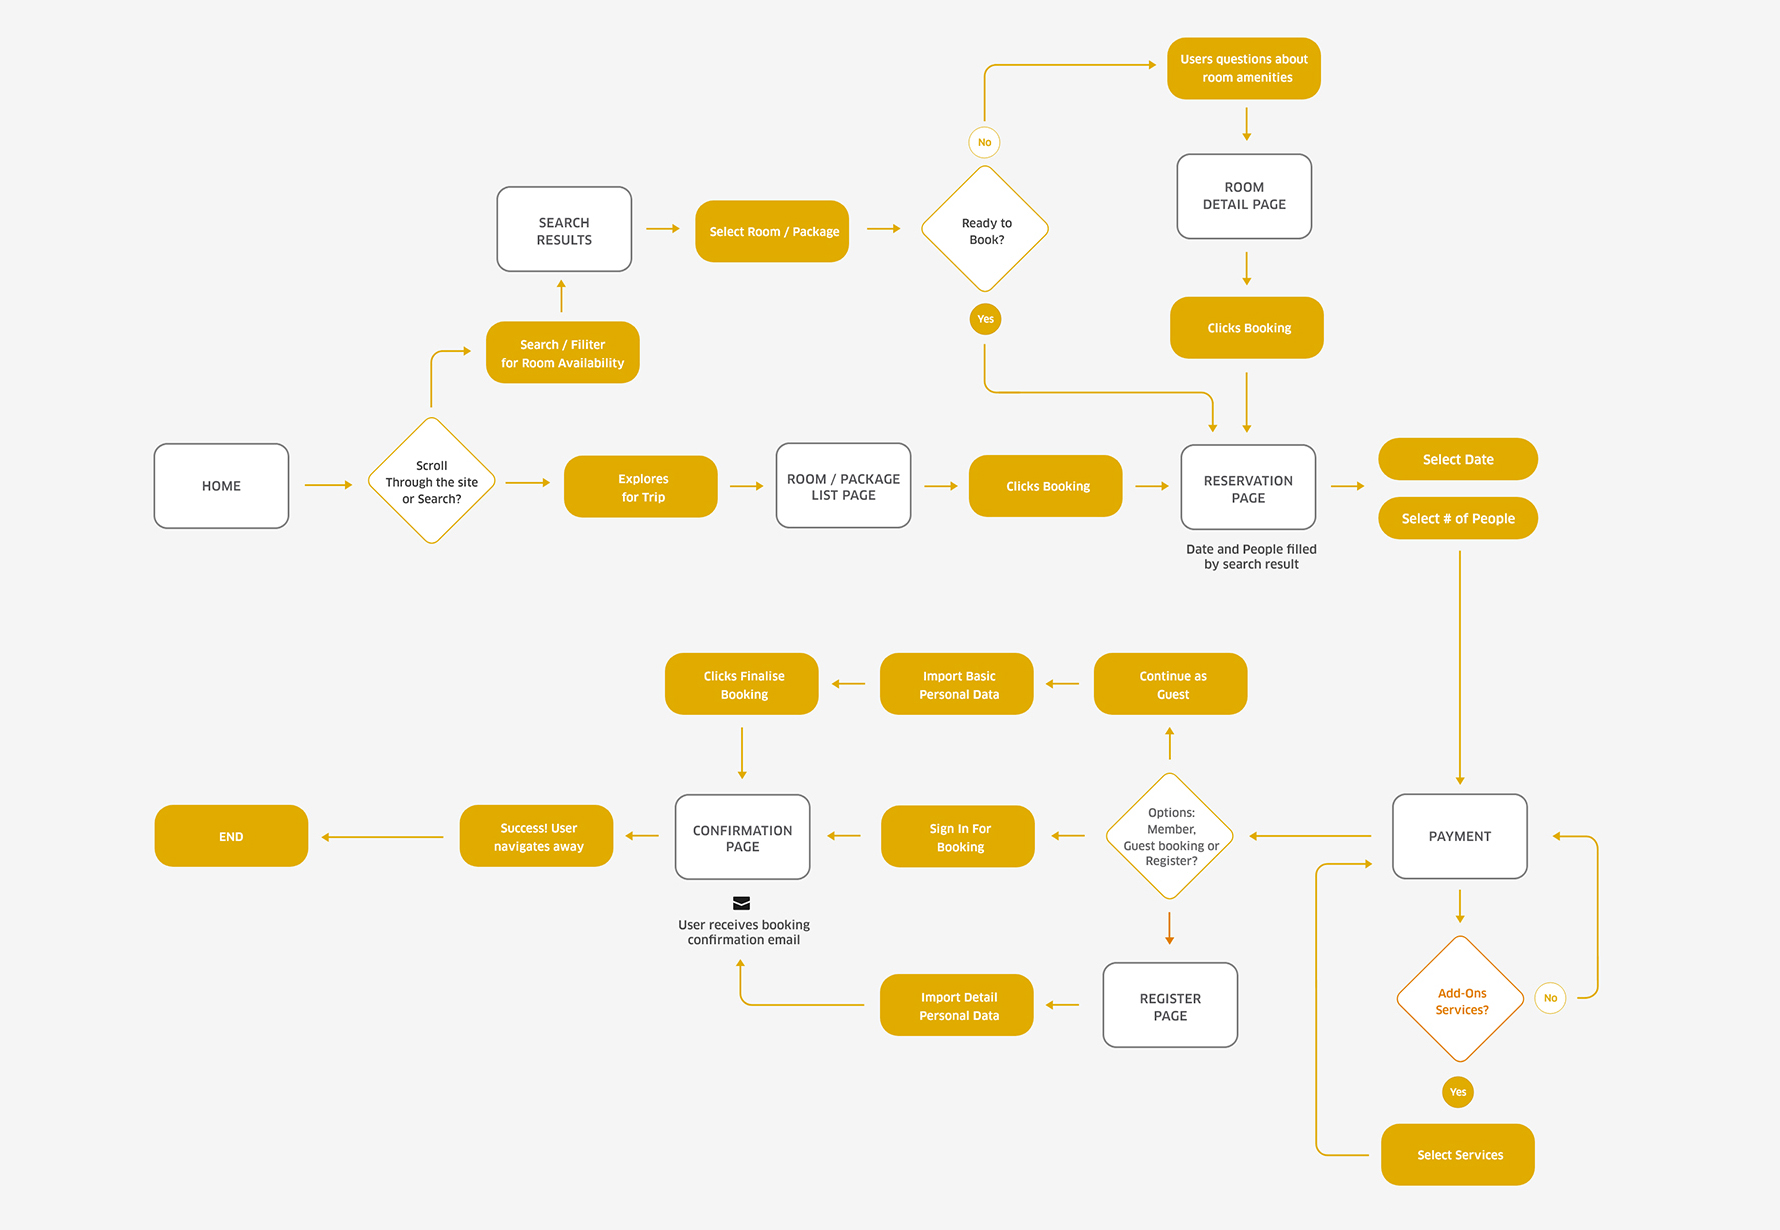 Users questions about
room amenities
No
ROOM
DETAIL PAGE
SEARCH
RESULTS
Select Room / Package
Ready to
Book?
Yes
Clicks Booking
Search / Filiter
for Room Availability
HOME
Scroll
Through the site
or Search?
Explores
for Trip
ROOM / PACKAGE
LIST PAGE
Clicks Booking
RESERVATION
PAGE
Date and People filled
by search result
Select Date
Select # of People
Clicks Finalise
Booking
Import Basic
Personal Data
Continue as
Guest
END
Success! User
navigates away
CONFIRMATION
PAGE
User receives booking
confirmation email
Sign In For
Booking
Options:
Member,
Guest booking or
Register?
PAYMENT
Import Detail
Personal Data
REGISTER
PAGE
Add-Ons
Services?
No
Yes
Select Services